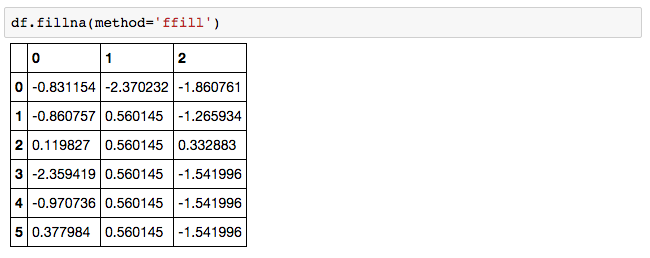 df.fillna(method='ffill')
0 1 2
0 -0.831154 -2.370232 -1.860761
1 -0.860757 0.560145 -1.265934
2 0.119827 0.560145 0.332883
3 -2.359419 0.560145 -1.541996
4 -0.970736 0.560145 -1.541996
5 0.377984 0.560145 -1.541996